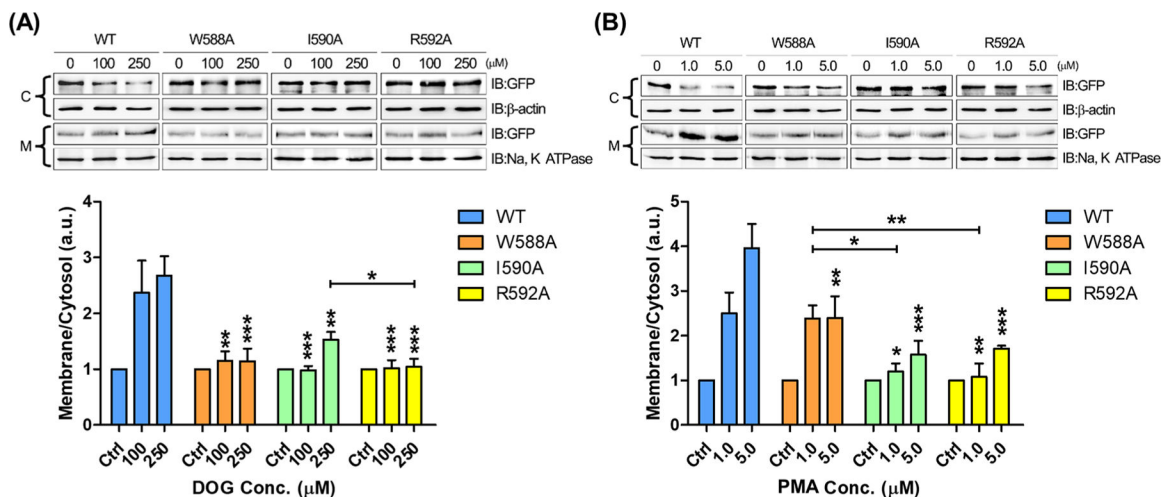 (A)
WT W588A I590A R592A
0 100 250 0 100 250 0 100 250 0 100 250 (μM)
C
IB:GFP
IB:β-actin
M
IB:GFP
IB:Na, K ATPase
Membrane/Cytosol (a.u.)
4
3
2
1
0
** *** *** ** *** ***
*
Ctrl 100 250 Ctrl 100 250 Ctrl 100 250 Ctrl 100 250
DOG Conc. (μM)
WT
W588A
I590A
R592A
(B)
WT W588A I590A R592A
0 1.0 5.0 0 1.0 5.0 0 1.0 5.0 0 1.0 5.0 (μM)
C
IB:GFP
IB:β-actin
M
IB:GFP
IB:Na, K ATPase
Membrane/Cytosol (a.u.)
5
4
3
2
1
0
**
*
** * *** ** ***
Ctrl 1.0 5.0 Ctrl 1.0 5.0 Ctrl 1.0 5.0 Ctrl 1.0 5.0
PMA Conc. (μM)
WT
W588A
I590A
R592A